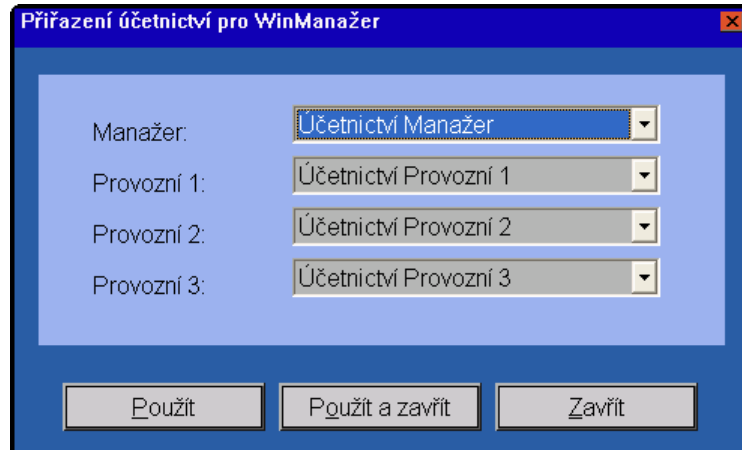 Přiřazení účetnictví pro WinManažer
Manažer: Účetnictví Manažer
Provozní 1: Účetnictví Provozní 1
Provozní 2: Účetnictví Provozní 2
Provozní 3: Účetnictví Provozní 3
Použít Použít a zavřít Zavřít